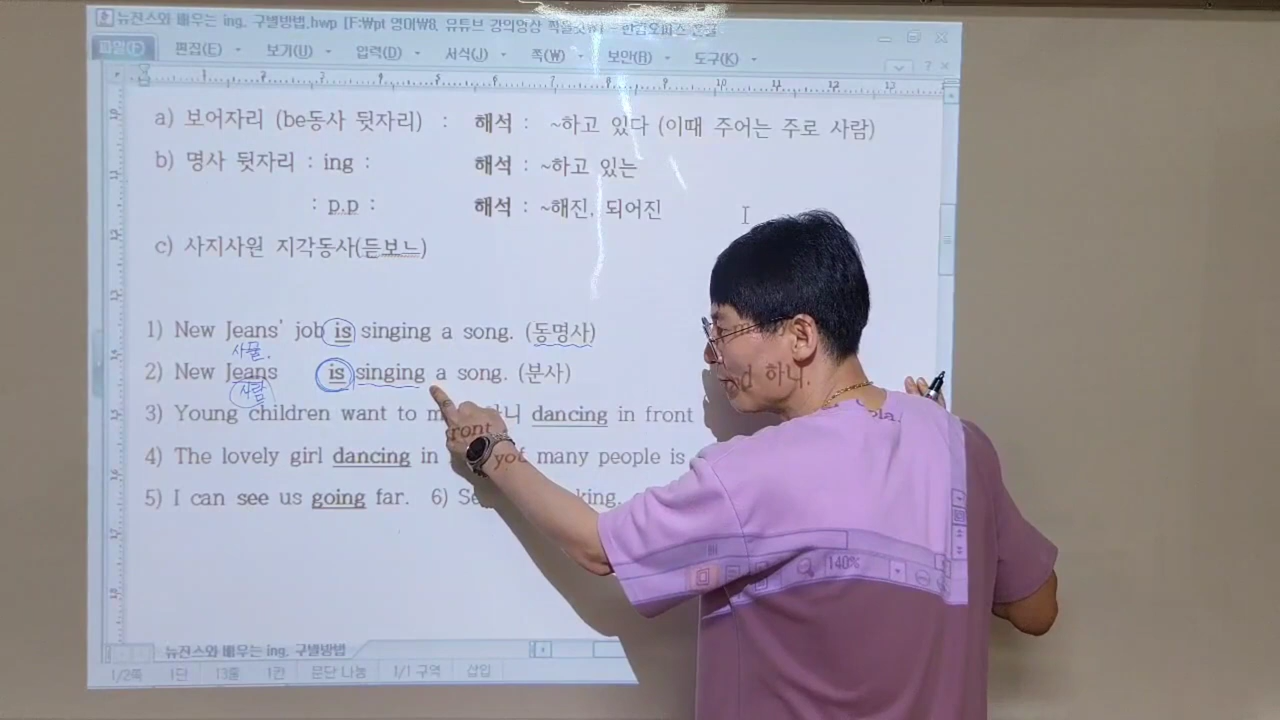 뉴진스와 배우는 ing. 구별방법.hwp [F:₩pt 영어₩8. 유튜브 강의영상 - 한컴오피스 한글
파일(F) 편집(E) 보기(U) 입력(D) 서식(J) 쪽(W) 보안(R) 도구(K)
a) 보어자리 (be동사 뒷자리) : 해석 : ~하고 있다 (이때 주어는 주로 사람)
b) 명사 뒷자리 : ing : 해석 : ~하고 있는
: p.p : 해석 : ~해진, 되어진
c) 사지사원 지각동사(듣보느)
1) New Jeans' job is singing a song. (동명사)
사물.
2) New Jeans is singing a song. (분사)
사람
3) Young children want to 하니 dancing in front
4) The lovely girl dancing in front of many people is
5) I can see us going far. 6) king.
140%
뉴진스와 배우는 ing. 구별방법
1/2쪽 1단 13줄 1칸 문단 나눔 1/1 구역 삽입